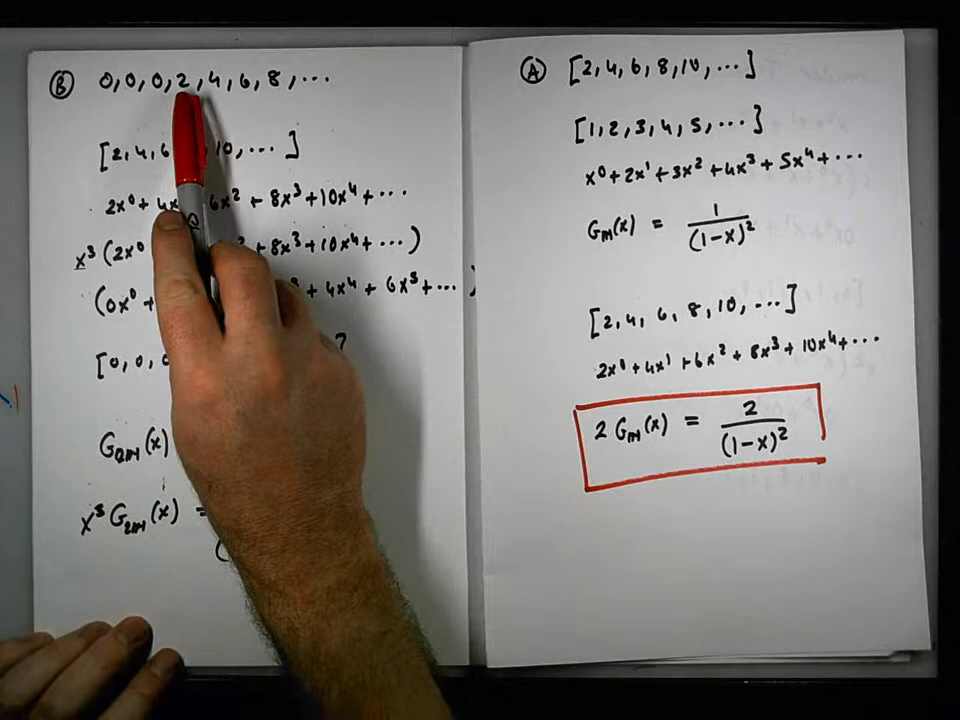 B 0, 0, 0, 2, 4, 6, 8, ...
[2, 4, 6 10, ... ]
2x⁰ + 4x 6x² + 8x³ + 10x⁴ + ...
x³ (2x⁰ ² + 8x³ + 10x⁴ + ... )
(0x⁰ + + 4x⁴ + 6x³ + ...
[0, 0, 0 ?
(x)
x³ (x) =
(
A [2, 4, 6, 8, 10, ... ]
[1, 2, 3, 4, 5, ... ]
x⁰ + 2x¹ + 3x² + 4x³ + 5x⁴ + ...
Gₘ(x) = 1 / (1-x)²
[2, 4, 6, 8, 10, ... ]
2x⁰ + 4x¹ + 6x² + 8x³ + 10x⁴ + ...
2 Gₘ(x) = 2 / (1-x)²